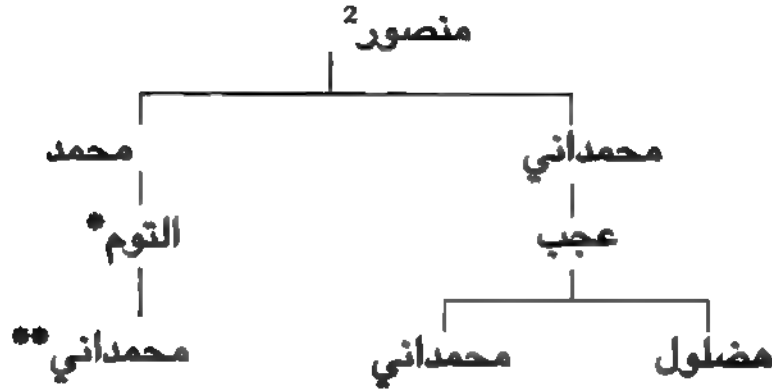 منصور²
محمداني محمد
عجب التوم*
هضلول محمداني محمداني**